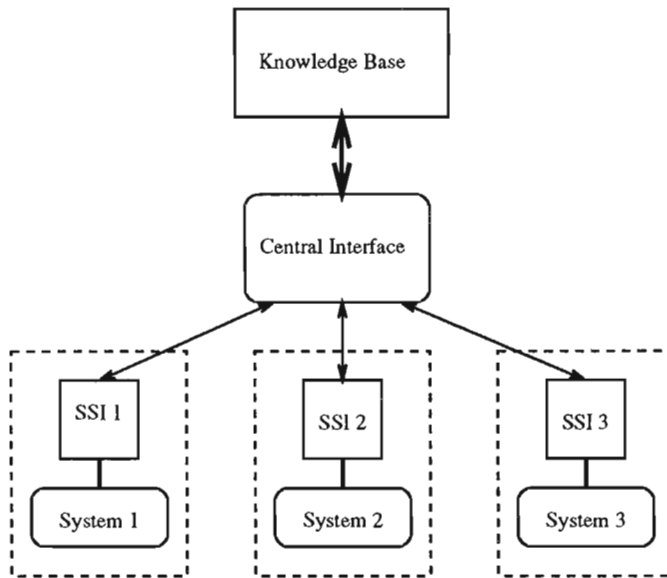 Knowledge Base
Central Interface
SSI 1
SSI 2
SSI 3
System 1
System 2
System 3